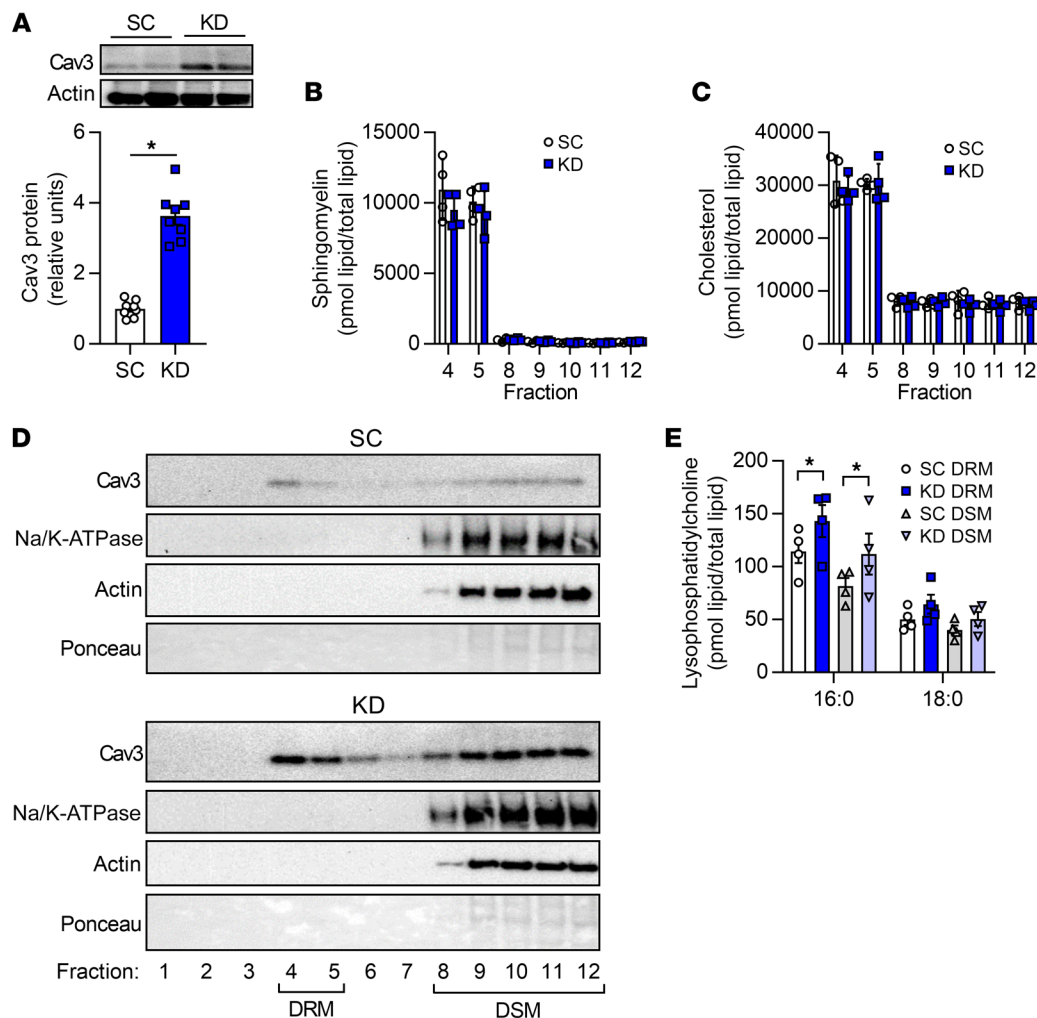 A
SC KD
Cav3
Actin
Cav3 protein
(relative units)
6
4
2
0
*
SC KD
B
Sphingomyelin
(pmol lipid/total lipid)
15000
10000
5000
0
SC
KD
4 5 8 9 10 11 12
Fraction
C
Cholesterol
(pmol lipid/total lipid)
40000
30000
20000
10000
0
SC
KD
4 5 8 9 10 11 12
Fraction
D
SC
Cav3
Na/K-ATPase
Actin
Ponceau
KD
Cav3
Na/K-ATPase
Actin
Ponceau
Fraction: 1 2 3 4 5 6 7 8 9 10 11 12
DRM DSM
E
Lysophosphatidylcholine
(pmol lipid/total lipid)
200
150
100
50
0
* *
SC DRM
KD DRM
SC DSM
KD DSM
16:0 18:0